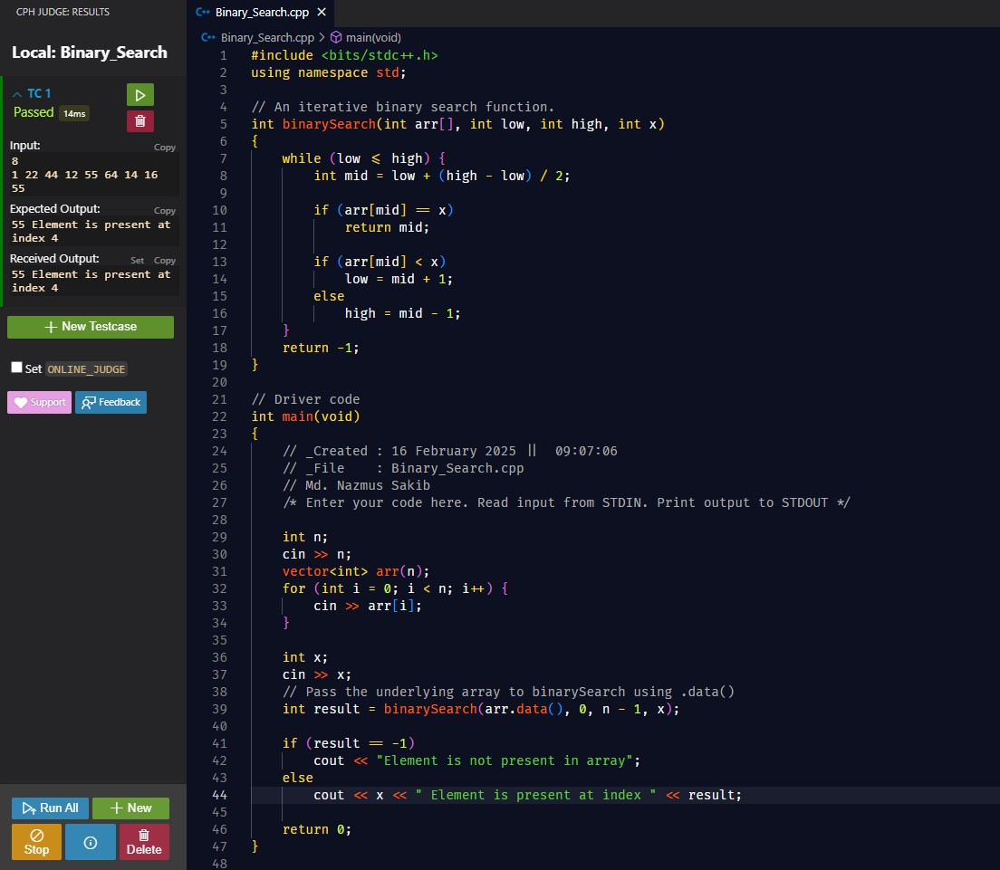 CPH JUDGE: RESULTS
Local: Binary_Search
TC 1
Passed 14ms
Input:
Copy
8
1 22 44 12 55 64 14 16
55
Expected Output:
Copy
55 Element is present at
index 4
Received Output:
Set Copy
55 Element is present at
index 4
+ New Testcase
Set ONLINE_JUDGE
Support Feedback
Run All + New
Stop Delete
C++ Binary_Search.cpp ×
C++ Binary_Search.cpp > main(void)
1 #include <bits/stdc++.h>
2 using namespace std;
3
4 // An iterative binary search function.
5 int binarySearch(int arr[], int low, int high, int x)
6 {
7     while (low <= high) {
8         int mid = low + (high - low) / 2;
9
10         if (arr[mid] == x)
11             return mid;
12
13         if (arr[mid] < x)
14             low = mid + 1;
15         else
16             high = mid - 1;
17     }
18     return -1;
19 }
20
21 // Driver code
22 int main(void)
23 {
24     // _Created : 16 February 2025 ||  09:07:06
25     // _File    : Binary_Search.cpp
26     // Md. Nazmus Sakib
27     /* Enter your code here. Read input from STDIN. Print output to STDOUT */
28
29     int n;
30     cin >> n;
31     vector<int> arr(n);
32     for (int i = 0; i < n; i++) {
33         cin >> arr[i];
34     }
35
36     int x;
37     cin >> x;
38     // Pass the underlying array to binarySearch using .data()
39     int result = binarySearch(arr.data(), 0, n - 1, x);
40
41     if (result == -1)
42         cout << "Element is not present in array";
43     else
44         cout << x << " Element is present at index " << result;
45
46     return 0;
47 }
48